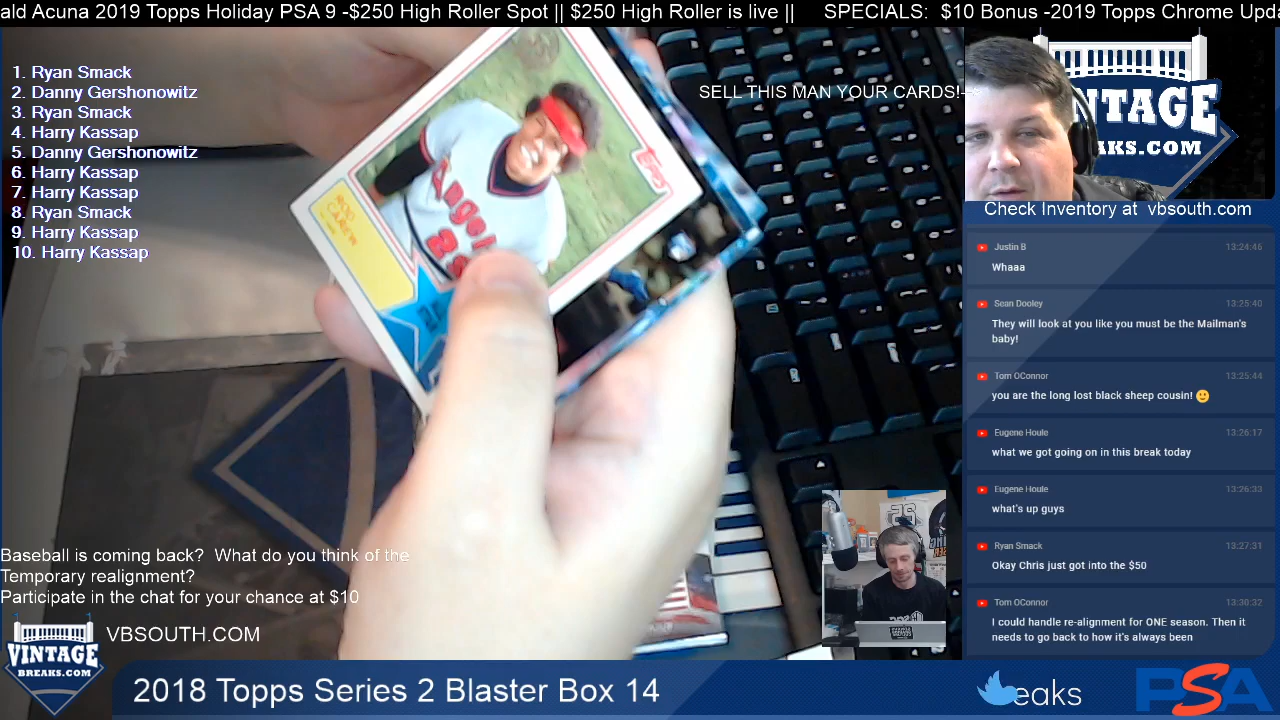 ald Acuna 2019 Topps Holiday PSA 9 -$250 High Roller Spot || $250 High Roller is live || SPECIALS: $10 Bonus -2019 Topps Chrome Upda
1. Ryan Smack
2. Danny Gershonowitz
3. Ryan Smack
4. Harry Kassap
5. Danny Gershonowitz
6. Harry Kassap
7. Harry Kassap
8. Ryan Smack
9. Harry Kassap
10. Harry Kassap
Topps
ROD
CAREW
Angel
SELL THIS MAN YOUR CARDS!--
NTAGE
AKS.COM
Check Inventory at vbsouth.com
Justin B 13:24:46
Whaaa
Sean Dooley 13:25:40
They will look at you like you must be the Mailman's
baby!
Tom OConnor 13:25:44
you are the long lost black sheep cousin! 🙂
Eugene Houle 13:26:17
what we got going on in this break today
Eugene Houle 13:26:33
what's up guys
Ryan Smack 13:27:31
Okay Chris just got into the $50
Tom OConnor 13:30:32
I could handle re-alignment for ONE season. Then it
needs to go back to how it's always been
Baseball is coming back? What do you think of the
Temporary realignment?
Participate in the chat for your chance at $10
VINTAGE
BREAKS.COM
VBSOUTH.COM
2018 Topps Series 2 Blaster Box 14
eaks
PSA